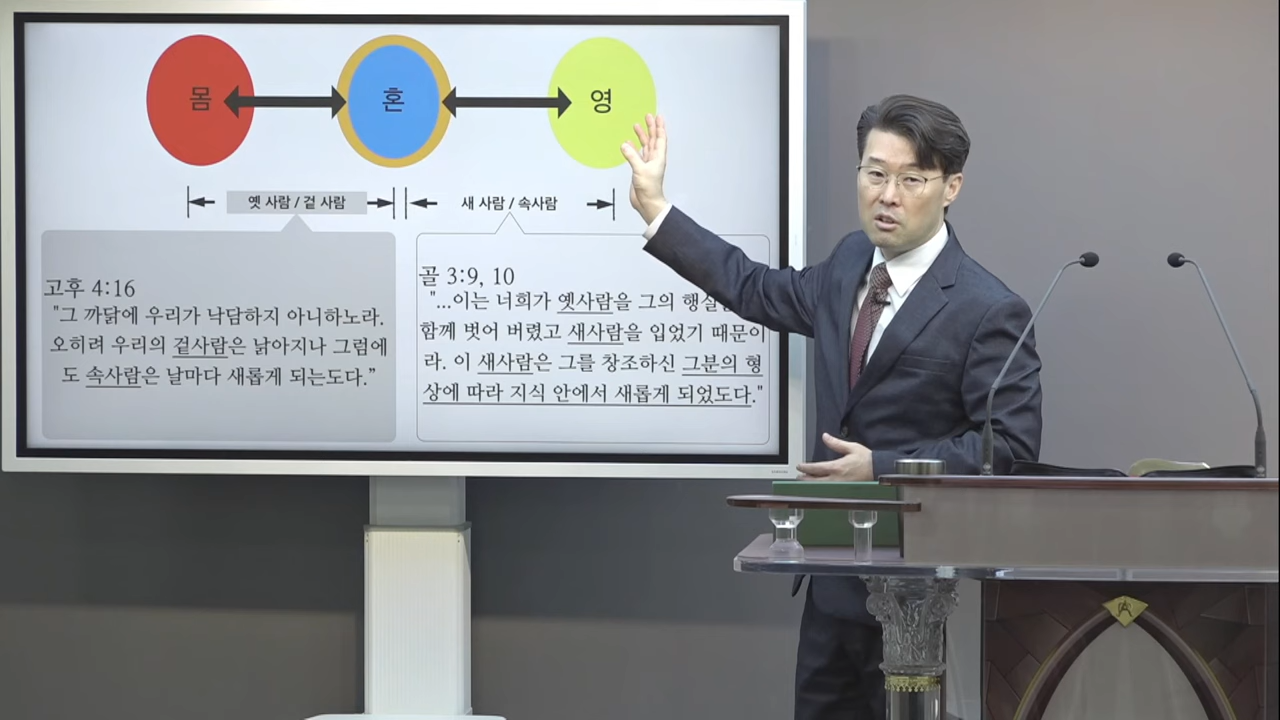 몸
혼
영
옛 사람 / 겉 사람
새 사람 / 속사람
고후 4:16
"그 까닭에 우리가 낙담하지 아니하노라.
오히려 우리의 겉사람은 낡아지나 그럼에
도 속사람은 날마다 새롭게 되는도다."
골 3:9, 10
"...이는 너희가 옛사람을 그의 행실
함께 벗어 버렸고 새사람을 입었기 때문이
라. 이 새사람은 그를 창조하신 그분의 형
상에 따라 지식 안에서 새롭게 되었도다."